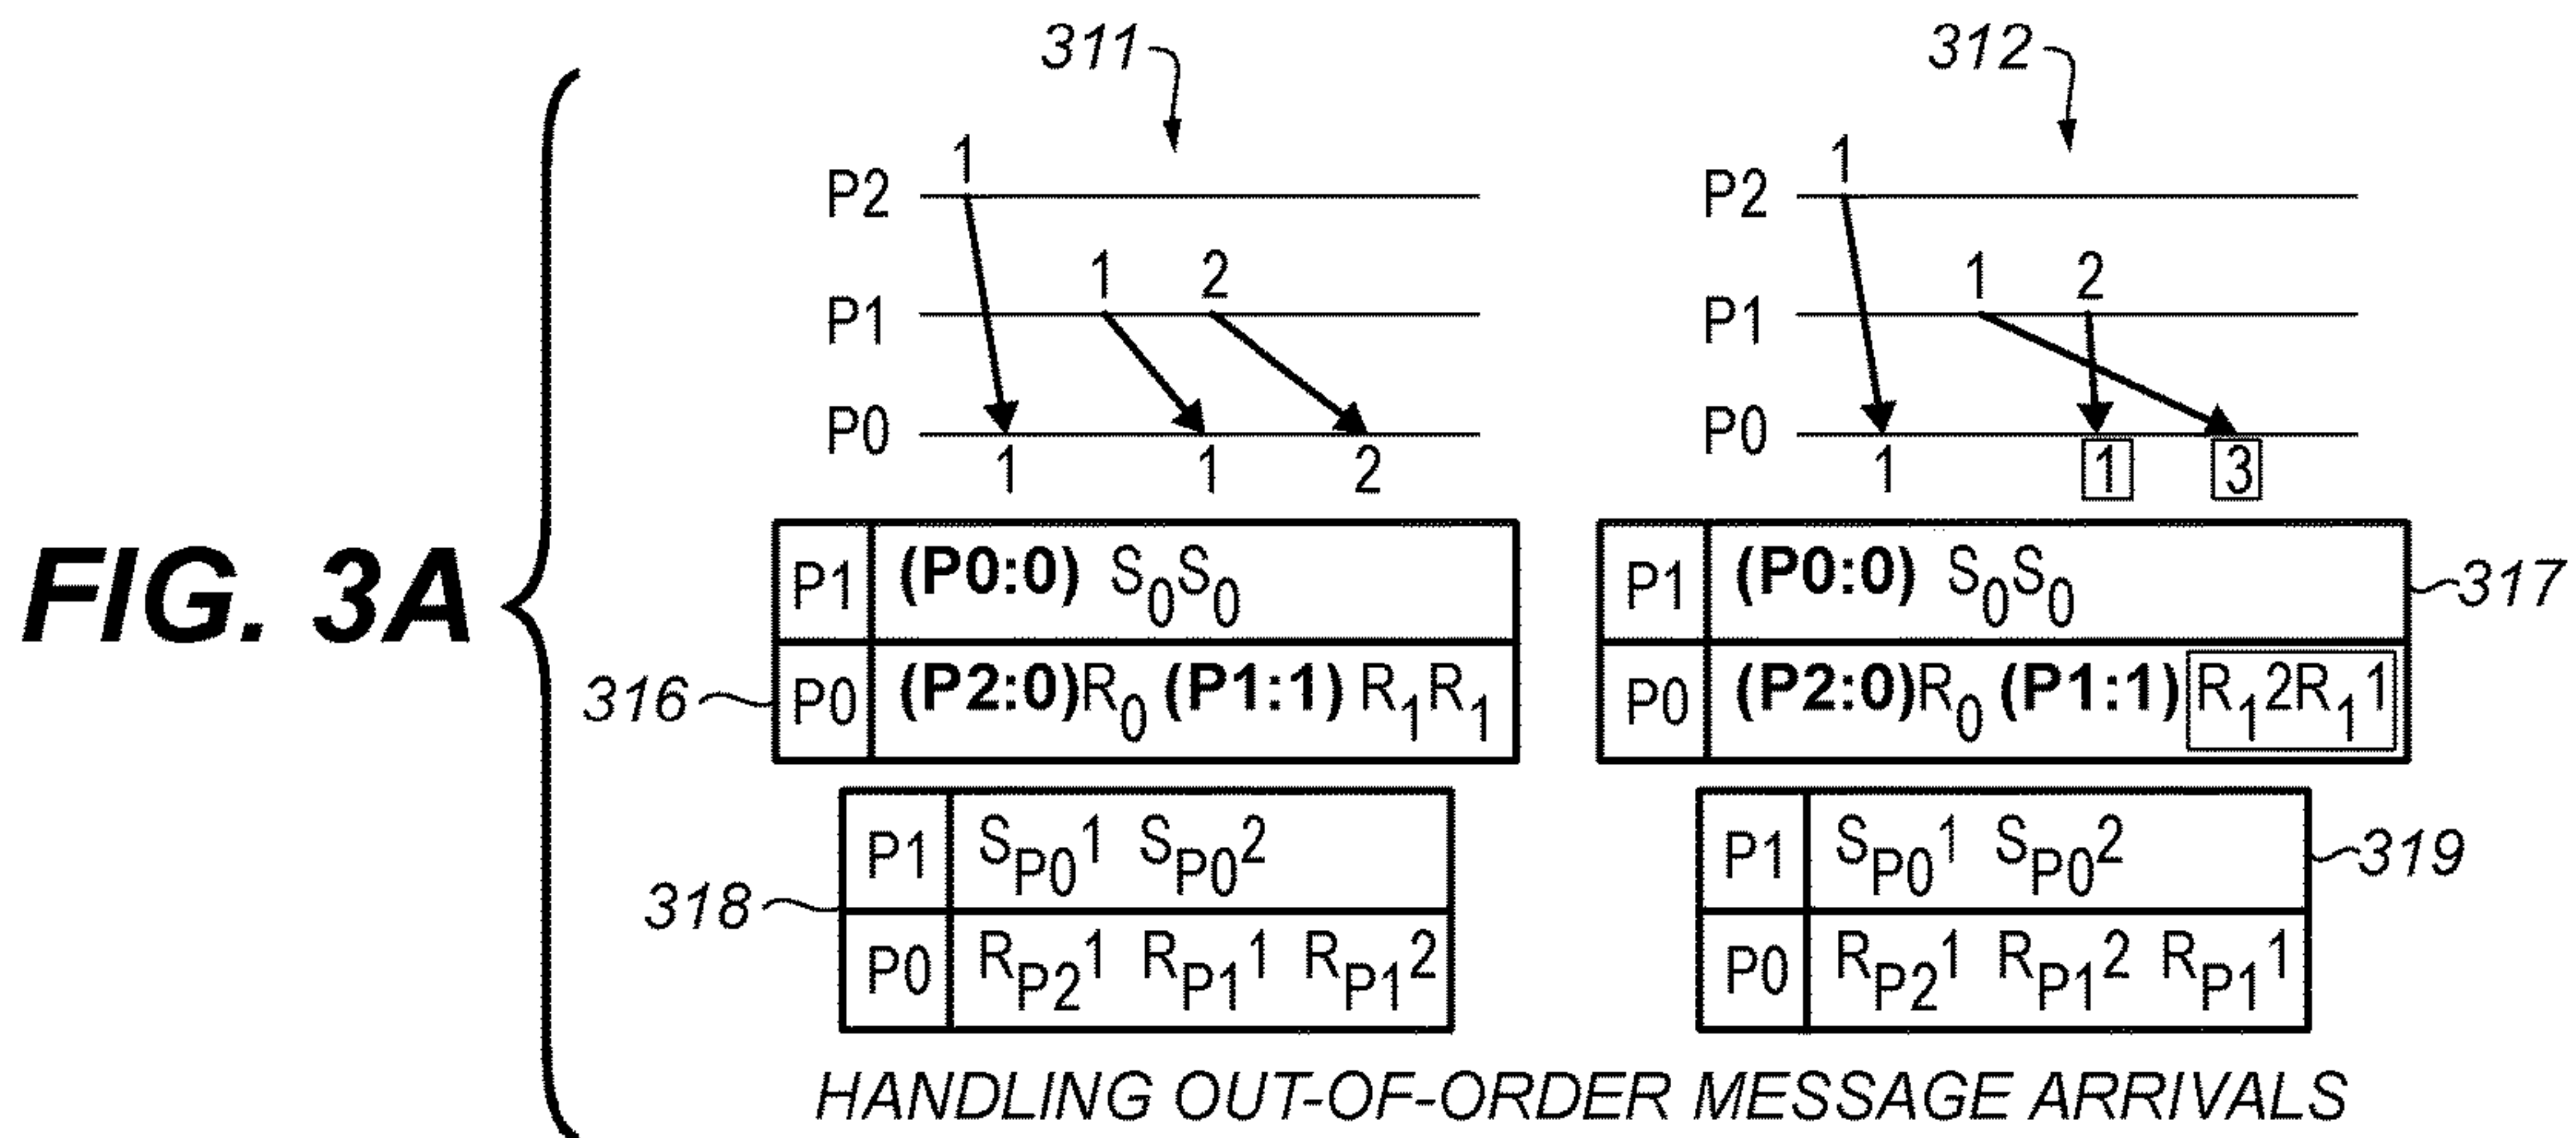 FIG. 3A
311
P2 1
P1 1 2
P0
1 1 2
312
P2 1
P1 1 2
P0
1 1 3
P1 (P0:0) S0S0
316 P0 (P2:0)R0 (P1:1) R1R1
P1 (P0:0) S0S0 317
P0 (P2:0)R0 (P1:1) R12R11
P1 SP01 SP02
318
P0 RP21 RP11 RP12
P1 SP01 SP02 319
P0 RP21 RP12 RP11
HANDLING OUT-OF-ORDER MESSAGE ARRIVALS